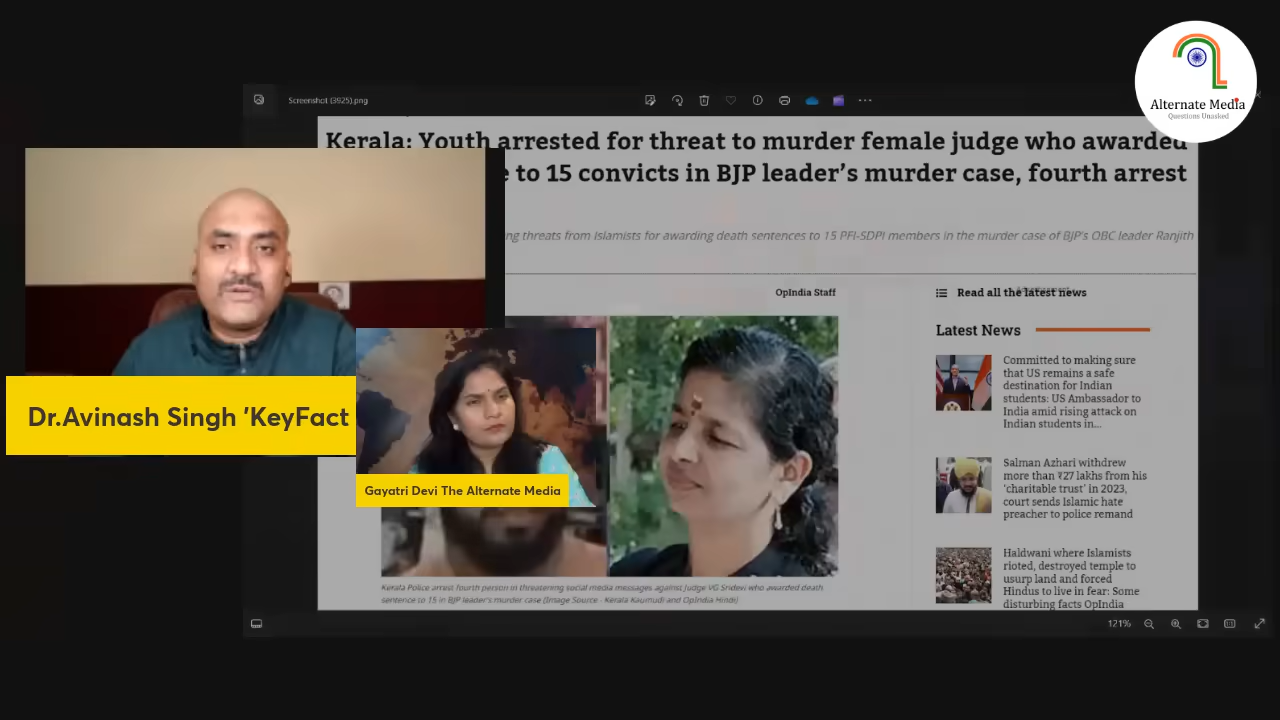 Alternate Media
Questions Unasked
Screenshot (3925).png
Kerala: Youth arrested for threat to murder female judge who awarded
e to 15 convicts in BJP leader's murder case, fourth arrest
ng threats from Islamists for awarding death sentences to 15 PFI-SDPI members in the murder case of BJP's OBC leader Ranjith
OpIndia Staff
Read all the latest news
Latest News
Committed to making sure
that US remains a safe
destination for Indian
students: US Ambassador to
India amid rising attack on
Indian students in...
Salman Azhari withdrew
more than ₹27 lakhs from his
'charitable trust' in 2023,
court sends Islamic hate
preacher to police remand
Haldwani where Islamists
rioted, destroyed temple to
usurp land and forced
Hindus to live in fear: Some
disturbing facts OpIndia
Dr.Avinash Singh 'KeyFact
Gayatri Devi The Alternate Media
Kerala Police arrest fourth person in threatening social media messages against Judge VG Sridevi who awarded death
sentence to 15 in BJP leader's murder case (Image Source - Kerala Kaumudi and OpIndia Hindi)
121%